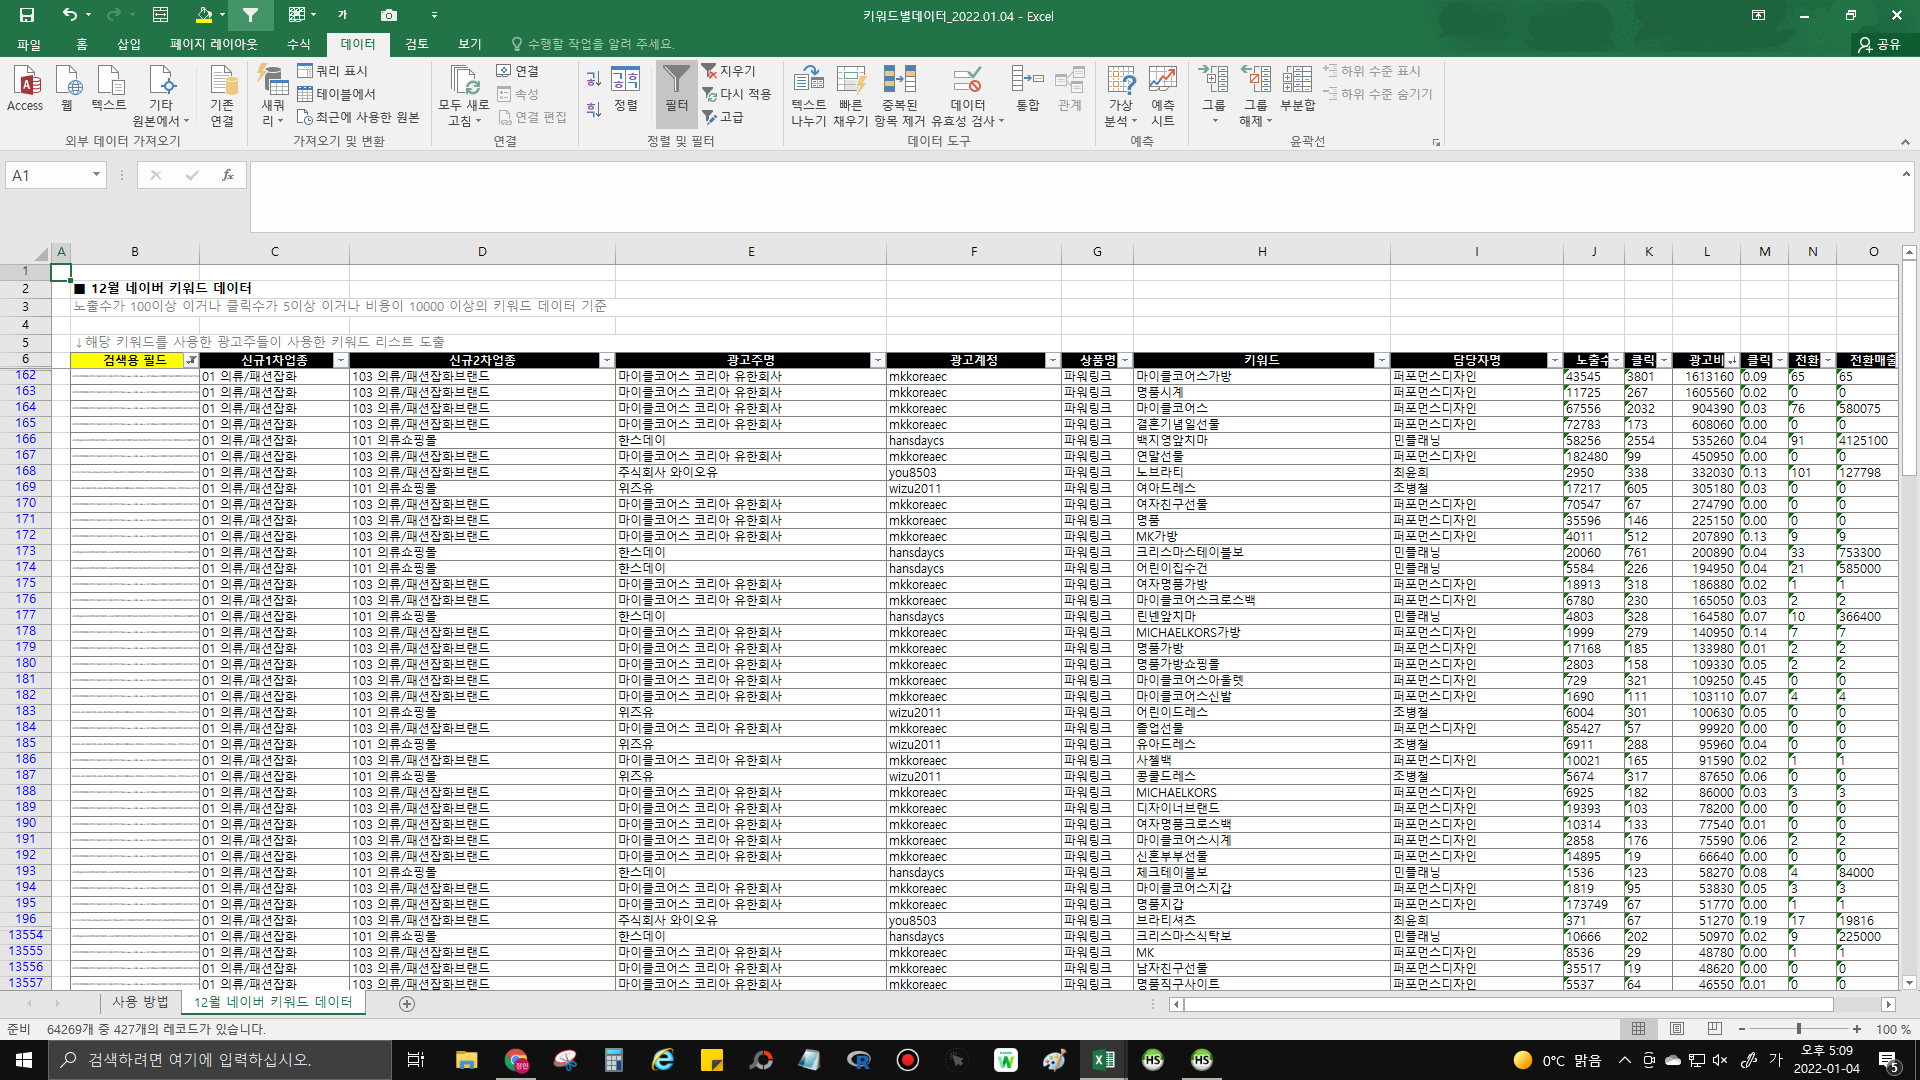 키워드별데이터_2022.01.04 - Excel
파일 홈 삽입 페이지 레이아웃 수식 데이터 검토 보기 수행할 작업을 알려 주세요. 공유
Access 웹 텍스트 기타 원본에서 기존 연결 새쿼리 쿼리 표시 테이블에서 최근에 사용한 원본 모두 새로 고침 연결 속성 연결 편집 정렬 필터 지우기 다시 적용 고급 텍스트 나누기 빠른 채우기 중복된 항목 제거 데이터 유효성 검사 통합 관계 가상 분석 예측 시트 그룹 그룹 해제 부분합 하위 수준 표시 하위 수준 숨기기
외부 데이터 가져오기 가져오기 및 변환 연결 정렬 및 필터 데이터 도구 예측 윤곽선
A1 fx
A B C D E F G H I J K L M N O
1
2 ■ 12월 네이버 키워드 데이터
3 노출수가 100이상 이거나 클릭수가 5이상 이거나 비용이 10000 이상의 키워드 데이터 기준
4
5 ↓해당 키워드를 사용한 광고주들이 사용한 키워드 리스트 도출
6 검색용 필드 신규1차업종 신규2차업종 광고주명 광고계정 상품명 키워드 담당자명 노출수 클릭 광고비 클릭 전환 전환매출
162 01 의류/패션잡화 103 의류/패션잡화브랜드 마이클코어스 코리아 유한회사 mkkoreaec 파워링크 마이클코어스가방 퍼포먼스디자인 43545 3801 1613160 0.09 65 65
163 01 의류/패션잡화 103 의류/패션잡화브랜드 마이클코어스 코리아 유한회사 mkkoreaec 파워링크 명품시계 퍼포먼스디자인 11725 267 1605560 0.02 0 0
164 01 의류/패션잡화 103 의류/패션잡화브랜드 마이클코어스 코리아 유한회사 mkkoreaec 파워링크 마이클코어스 퍼포먼스디자인 67556 2032 904390 0.03 76 580075
165 01 의류/패션잡화 103 의류/패션잡화브랜드 마이클코어스 코리아 유한회사 mkkoreaec 파워링크 결혼기념일선물 퍼포먼스디자인 72783 173 608060 0.00 0 0
166 01 의류/패션잡화 101 의류쇼핑몰 한스데이 hansdaycs 파워링크 백지영앞치마 민플래닝 58256 2554 535260 0.04 91 4125100
167 01 의류/패션잡화 103 의류/패션잡화브랜드 마이클코어스 코리아 유한회사 mkkoreaec 파워링크 연말선물 퍼포먼스디자인 182480 99 450950 0.00 0 0
168 01 의류/패션잡화 103 의류/패션잡화브랜드 주식회사 와이오유 you8503 파워링크 노브라티 최윤희 2950 338 332030 0.13 101 127798
169 01 의류/패션잡화 101 의류쇼핑몰 위즈유 wizu2011 파워링크 여아드레스 조병철 17217 605 305180 0.03 0 0
170 01 의류/패션잡화 103 의류/패션잡화브랜드 마이클코어스 코리아 유한회사 mkkoreaec 파워링크 여자친구선물 퍼포먼스디자인 70547 67 274790 0.00 0 0
171 01 의류/패션잡화 103 의류/패션잡화브랜드 마이클코어스 코리아 유한회사 mkkoreaec 파워링크 명품 퍼포먼스디자인 35596 146 225150 0.00 0 0
172 01 의류/패션잡화 103 의류/패션잡화브랜드 마이클코어스 코리아 유한회사 mkkoreaec 파워링크 MK가방 퍼포먼스디자인 4011 512 207890 0.13 9 9
173 01 의류/패션잡화 101 의류쇼핑몰 한스데이 hansdaycs 파워링크 크리스마스테이블보 민플래닝 20060 761 200890 0.04 33 753300
174 01 의류/패션잡화 101 의류쇼핑몰 한스데이 hansdaycs 파워링크 어린이집수건 민플래닝 5584 226 194950 0.04 21 585000
175 01 의류/패션잡화 103 의류/패션잡화브랜드 마이클코어스 코리아 유한회사 mkkoreaec 파워링크 여자명품가방 퍼포먼스디자인 18913 318 186880 0.02 1 1
176 01 의류/패션잡화 103 의류/패션잡화브랜드 마이클코어스 코리아 유한회사 mkkoreaec 파워링크 마이클코어스크로스백 퍼포먼스디자인 6780 230 165050 0.03 2 2
177 01 의류/패션잡화 101 의류쇼핑몰 한스데이 hansdaycs 파워링크 린넨앞치마 민플래닝 4803 328 164580 0.07 10 366400
178 01 의류/패션잡화 103 의류/패션잡화브랜드 마이클코어스 코리아 유한회사 mkkoreaec 파워링크 MICHAELKORS가방 퍼포먼스디자인 1999 279 140950 0.14 7 7
179 01 의류/패션잡화 103 의류/패션잡화브랜드 마이클코어스 코리아 유한회사 mkkoreaec 파워링크 명품가방 퍼포먼스디자인 17168 185 133980 0.01 2 2
180 01 의류/패션잡화 103 의류/패션잡화브랜드 마이클코어스 코리아 유한회사 mkkoreaec 파워링크 명품가방쇼핑몰 퍼포먼스디자인 2803 158 109330 0.05 2 2
181 01 의류/패션잡화 103 의류/패션잡화브랜드 마이클코어스 코리아 유한회사 mkkoreaec 파워링크 마이클코어스아울렛 퍼포먼스디자인 729 321 109250 0.45 0 0
182 01 의류/패션잡화 103 의류/패션잡화브랜드 마이클코어스 코리아 유한회사 mkkoreaec 파워링크 마이클코어스신발 퍼포먼스디자인 1690 111 103110 0.07 4 4
183 01 의류/패션잡화 101 의류쇼핑몰 위즈유 wizu2011 파워링크 어린이드레스 조병철 6004 301 100630 0.05 0 0
184 01 의류/패션잡화 103 의류/패션잡화브랜드 마이클코어스 코리아 유한회사 mkkoreaec 파워링크 졸업선물 퍼포먼스디자인 85427 57 99920 0.00 0 0
185 01 의류/패션잡화 101 의류쇼핑몰 위즈유 wizu2011 파워링크 유아드레스 조병철 6911 288 95960 0.04 0 0
186 01 의류/패션잡화 103 의류/패션잡화브랜드 마이클코어스 코리아 유한회사 mkkoreaec 파워링크 사첼백 퍼포먼스디자인 10021 165 91590 0.02 1 1
187 01 의류/패션잡화 101 의류쇼핑몰 위즈유 wizu2011 파워링크 콩쿨드레스 조병철 5674 317 87650 0.06 0 0
188 01 의류/패션잡화 103 의류/패션잡화브랜드 마이클코어스 코리아 유한회사 mkkoreaec 파워링크 MICHAELKORS 퍼포먼스디자인 6925 182 86000 0.03 3 3
189 01 의류/패션잡화 103 의류/패션잡화브랜드 마이클코어스 코리아 유한회사 mkkoreaec 파워링크 디자이너브랜드 퍼포먼스디자인 19393 103 78200 0.00 0 0
190 01 의류/패션잡화 103 의류/패션잡화브랜드 마이클코어스 코리아 유한회사 mkkoreaec 파워링크 여자명품크로스백 퍼포먼스디자인 10314 133 77540 0.01 0 0
191 01 의류/패션잡화 103 의류/패션잡화브랜드 마이클코어스 코리아 유한회사 mkkoreaec 파워링크 마이클코어스시계 퍼포먼스디자인 2858 176 75590 0.06 2 2
192 01 의류/패션잡화 103 의류/패션잡화브랜드 마이클코어스 코리아 유한회사 mkkoreaec 파워링크 신혼부부선물 퍼포먼스디자인 14895 19 66640 0.00 0 0
193 01 의류/패션잡화 101 의류쇼핑몰 한스데이 hansdaycs 파워링크 체크테이블보 민플래닝 1536 123 58270 0.08 4 84000
194 01 의류/패션잡화 103 의류/패션잡화브랜드 마이클코어스 코리아 유한회사 mkkoreaec 파워링크 마이클코어스지갑 퍼포먼스디자인 1819 95 53830 0.05 3 3
195 01 의류/패션잡화 103 의류/패션잡화브랜드 마이클코어스 코리아 유한회사 mkkoreaec 파워링크 명품지갑 퍼포먼스디자인 173749 67 51770 0.00 1 1
196 01 의류/패션잡화 103 의류/패션잡화브랜드 주식회사 와이오유 you8503 파워링크 브라티셔츠 최윤희 371 67 51270 0.19 17 19816
13554 01 의류/패션잡화 101 의류쇼핑몰 한스데이 hansdaycs 파워링크 크리스마스식탁보 민플래닝 10666 202 50970 0.02 9 225000
13555 01 의류/패션잡화 103 의류/패션잡화브랜드 마이클코어스 코리아 유한회사 mkkoreaec 파워링크 MK 퍼포먼스디자인 8536 29 48780 0.00 1 1
13556 01 의류/패션잡화 103 의류/패션잡화브랜드 마이클코어스 코리아 유한회사 mkkoreaec 파워링크 남자친구선물 퍼포먼스디자인 35517 19 48620 0.00 0 0
13557 01 의류/패션잡화 103 의류/패션잡화브랜드 마이클코어스 코리아 유한회사 mkkoreaec 파워링크 명품직구사이트 퍼포먼스디자인 5537 64 46550 0.01 0 0
사용 방법 12월 네이버 키워드 데이터
준비 64269개 중 427개의 레코드가 있습니다. 100 %
검색하려면 여기에 입력하십시오. HS HS 0°C 맑음 가 오후 5:09
2022-01-04 5